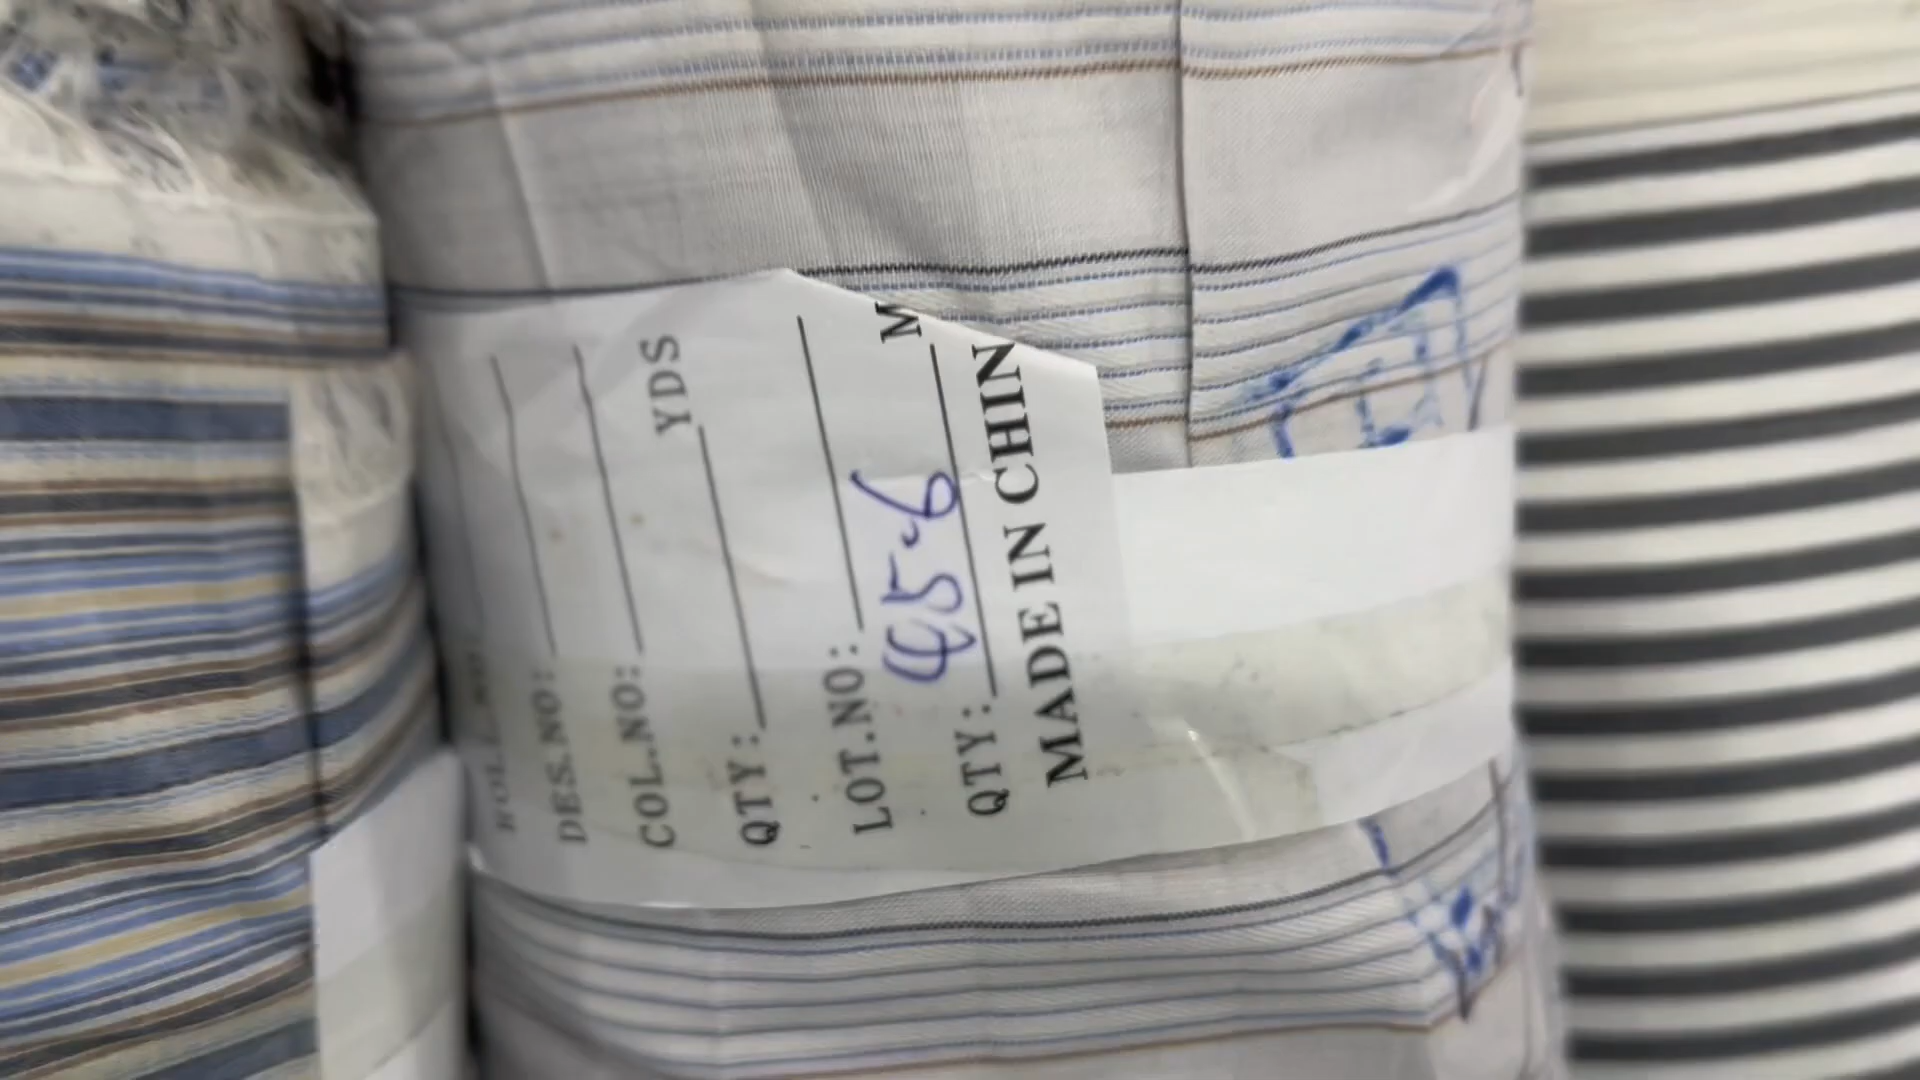 DES.NO:
COL.NO:
QTY: YDS
LOT.NO:
QTY: 45.6 M
MADE IN CHIN